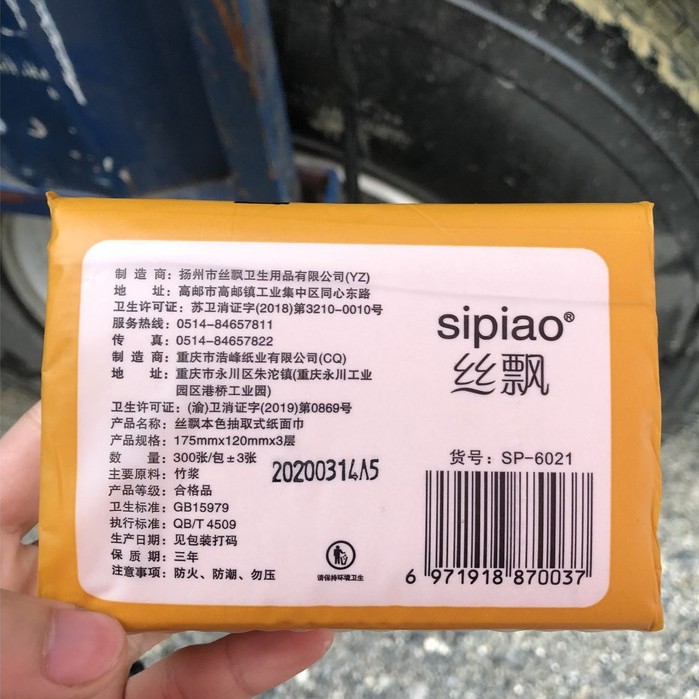 制造商：扬州市丝飘卫生用品有限公司(YZ)
地　址：高邮市高邮镇工业集中区同心东路
卫生许可证：苏卫消证字(2018)第3210-0010号
服务热线：0514-84657811
传　真：0514-84657822
制造商：重庆市浩峰纸业有限公司(CQ)
地　址：重庆市永川区朱沱镇(重庆永川工业
园区港桥工业园)
卫生许可证：(渝)卫消证字(2019)第0869号
产品名称：丝飘本色抽取式纸面巾
产品规格：175mmx120mmx3层
数　量：300张/包±3张
主要原料：竹浆
产品等级：合格品
卫生标准：GB15979
执行标准：QB/T 4509
生产日期：见包装打码
保质期：三年
注意事项：防火、防潮、勿压
20200314A5
请保持环境卫生
sipiao®
丝飘
货号：SP-6021
6 971918 870037